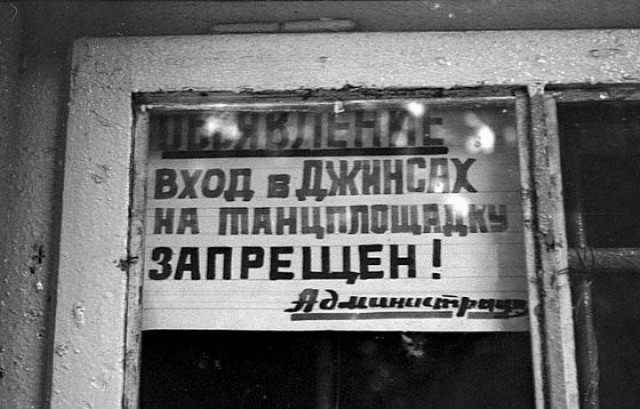 ОБЪЯВЛЕНИЕ
ВХОД в ДЖИНСАХ
НА танцплощадку
ЗАПРЕЩЕН!
Администрация